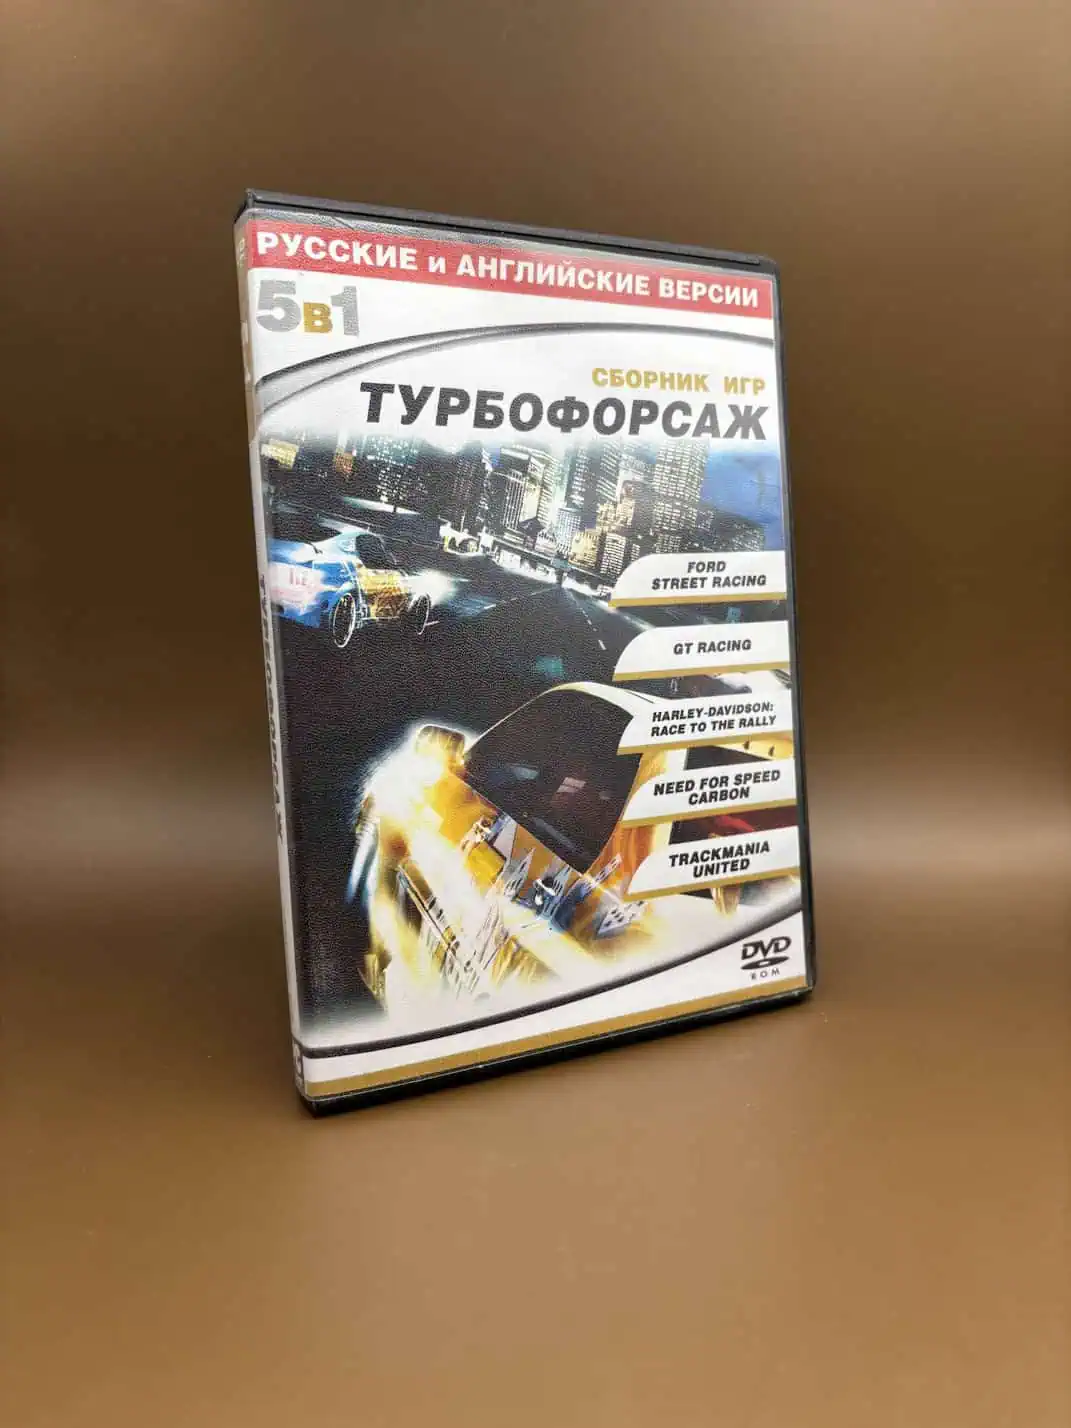 РУССКИЕ и АНГЛИЙСКИЕ ВЕРСИИ
5в1
СБОРНИК ИГР
ТУРБОФОРСАЖ
FORD
STREET RACING
GT RACING
HARLEY-DAVIDSON:
RACE TO THE RALLY
NEED FOR SPEED
CARBON
TRACKMANIA
UNITED
DVD
ROM
ТУРБОФОРСАЖ